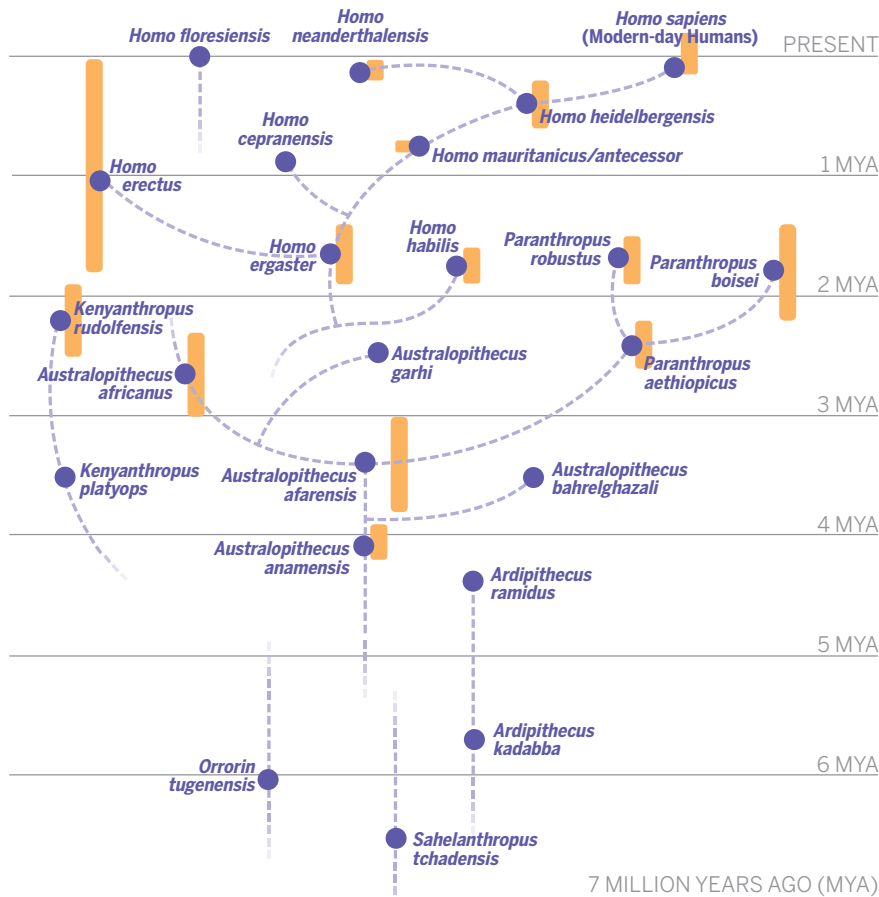 Homo floresiensis
Homo
neanderthalensis
Homo sapiens
(Modern-day Humans)
PRESENT
Homo
cepranensis
Homo heidelbergensis
Homo mauritanicus/antecessor
Homo
erectus
1 MYA
Homo
ergaster
Homo
habilis
Paranthropus
robustus
Paranthropus
boisei
2 MYA
Kenyanthropus
rudolfensis
Australopithecus
africanus
Australopithecus
garhi
Paranthropus
aethiopicus
3 MYA
Kenyanthropus
platyops
Australopithecus
afarensis
Australopithecus
bahrelghazali
4 MYA
Australopithecus
anamensis
Ardipithecus
ramidus
5 MYA
Ardipithecus
kadabba
Orrorin
tugenensis
6 MYA
Sahelanthropus
tchadensis
7 MILLION YEARS AGO (MYA)